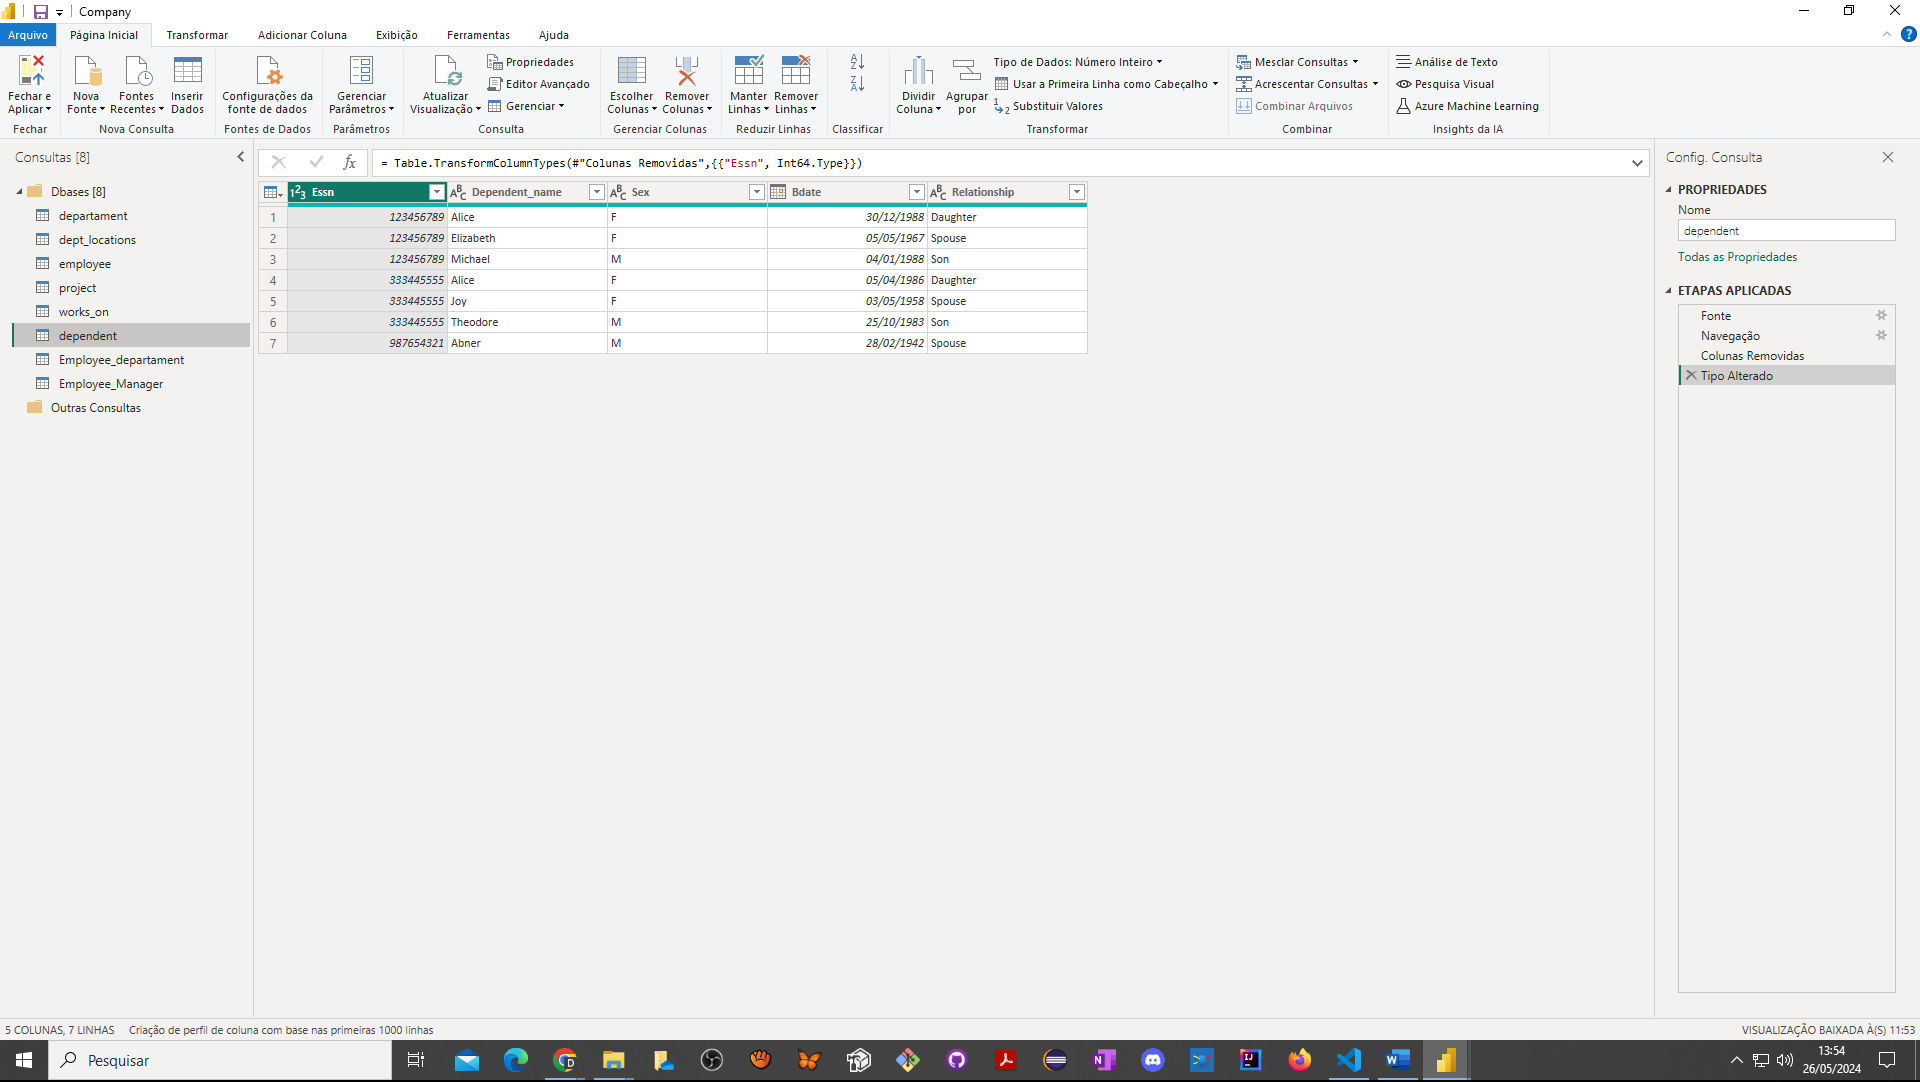 Company
Arquivo Página Inicial Transformar Adicionar Coluna Exibição Ferramentas Ajuda
Fechar e Aplicar
Fechar
Nova Fonte
Fontes Recentes
Inserir Dados
Nova Consulta
Configurações da fonte de dados
Fontes de Dados
Gerenciar Parâmetros
Parâmetros
Atualizar Visualização
Propriedades
Editor Avançado
Gerenciar
Consulta
Escolher Colunas
Remover Colunas
Gerenciar Colunas
Manter Linhas
Remover Linhas
Reduzir Linhas
Classificar
Dividir Coluna
Agrupar por
Tipo de Dados: Número Inteiro
Usar a Primeira Linha como Cabeçalho
Substituir Valores
Transformar
Mesclar Consultas
Acrescentar Consultas
Combinar Arquivos
Combinar
Análise de Texto
Pesquisa Visual
Azure Machine Learning
Insights da IA
Consultas [8]
Dbases [8]
departament
dept_locations
employee
project
works_on
dependent
Employee_departament
Employee_Manager
Outras Consultas
fx = Table.TransformColumnTypes(#"Colunas Removidas",{{"Essn", Int64.Type}})
Essn Dependent_name Sex Bdate Relationship
1 123456789 Alice F 30/12/1988 Daughter
2 123456789 Elizabeth F 05/05/1967 Spouse
3 123456789 Michael M 04/01/1988 Son
4 333445555 Alice F 05/04/1986 Daughter
5 333445555 Joy F 03/05/1958 Spouse
6 333445555 Theodore M 25/10/1983 Son
7 987654321 Abner M 28/02/1942 Spouse
Config. Consulta
PROPRIEDADES
Nome
dependent
Todas as Propriedades
ETAPAS APLICADAS
Fonte
Navegação
Colunas Removidas
Tipo Alterado
5 COLUNAS, 7 LINHAS Criação de perfil de coluna com base nas primeiras 1000 linhas
VISUALIZAÇÃO BAIXADA À(S) 11:53
Pesquisar
13:54
26/05/2024